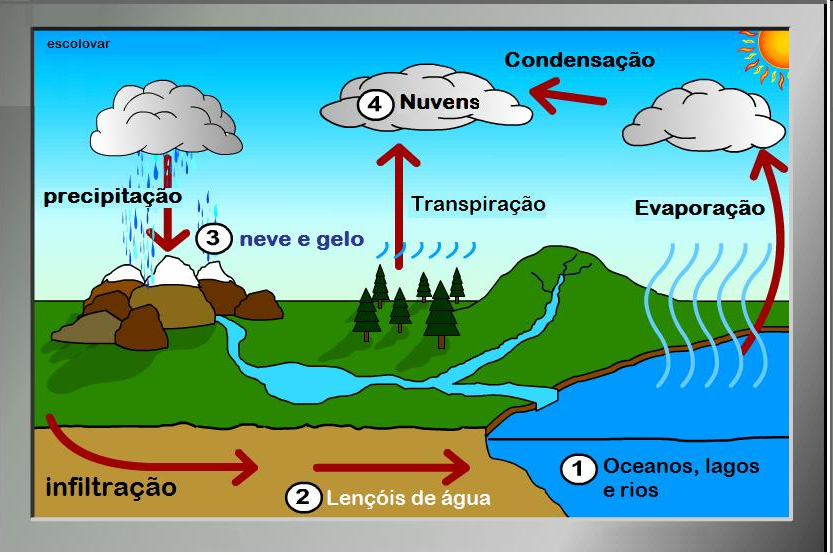 escolovar
Condensação
4 Nuvens
precipitação
Transpiração
Evaporação
3 neve e gelo
1 Oceanos, lagos
e rios
infiltração
2 Lençóis de água